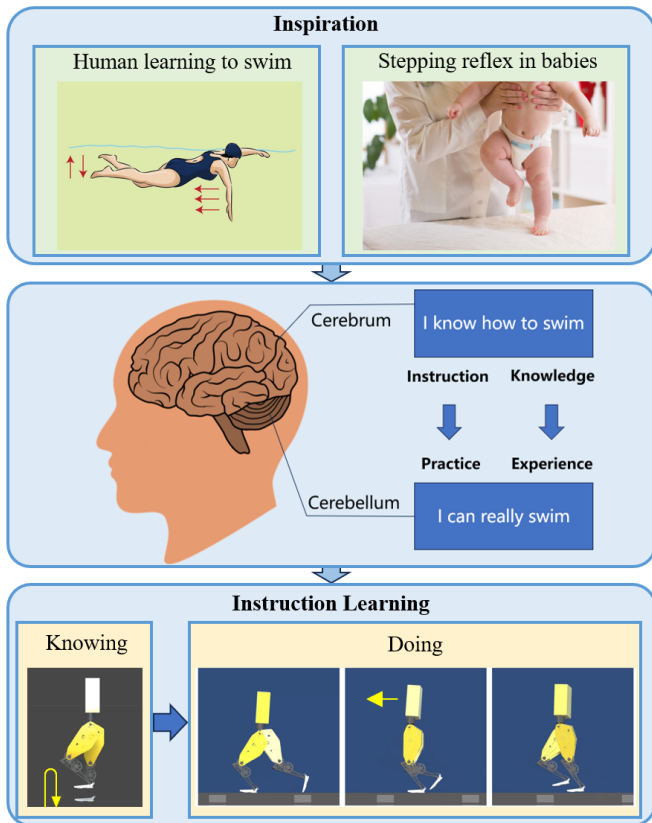 Inspiration
Human learning to swim
Stepping reflex in babies
Cerebrum
I know how to swim
Instruction Knowledge
Practice Experience
Cerebellum
I can really swim
Instruction Learning
Knowing
Doing